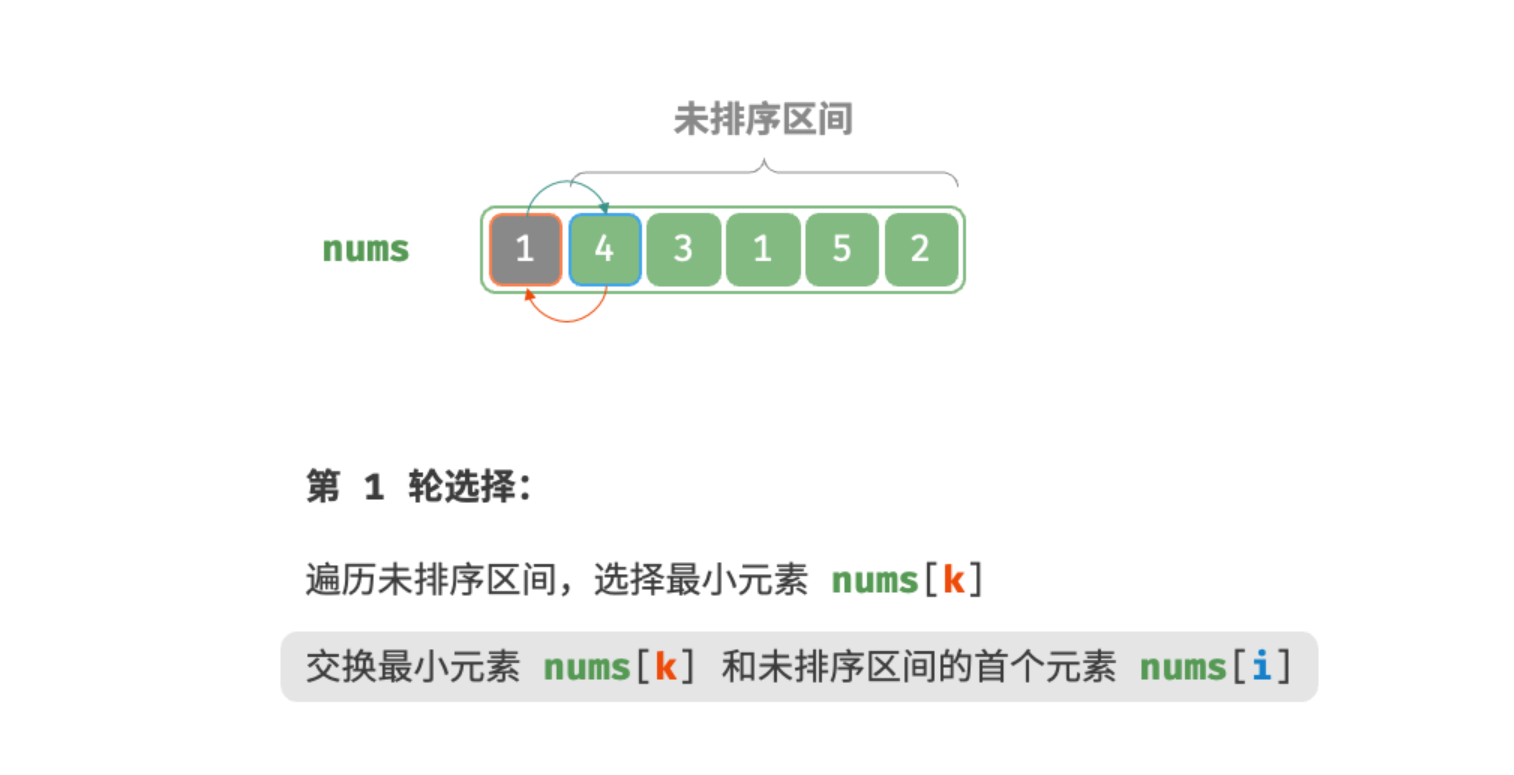 未排序区间
nums 1 4 3 1 5 2
第 1 轮选择：
遍历未排序区间，选择最小元素 nums[k]
交换最小元素 nums[k] 和未排序区间的首个元素 nums[i]